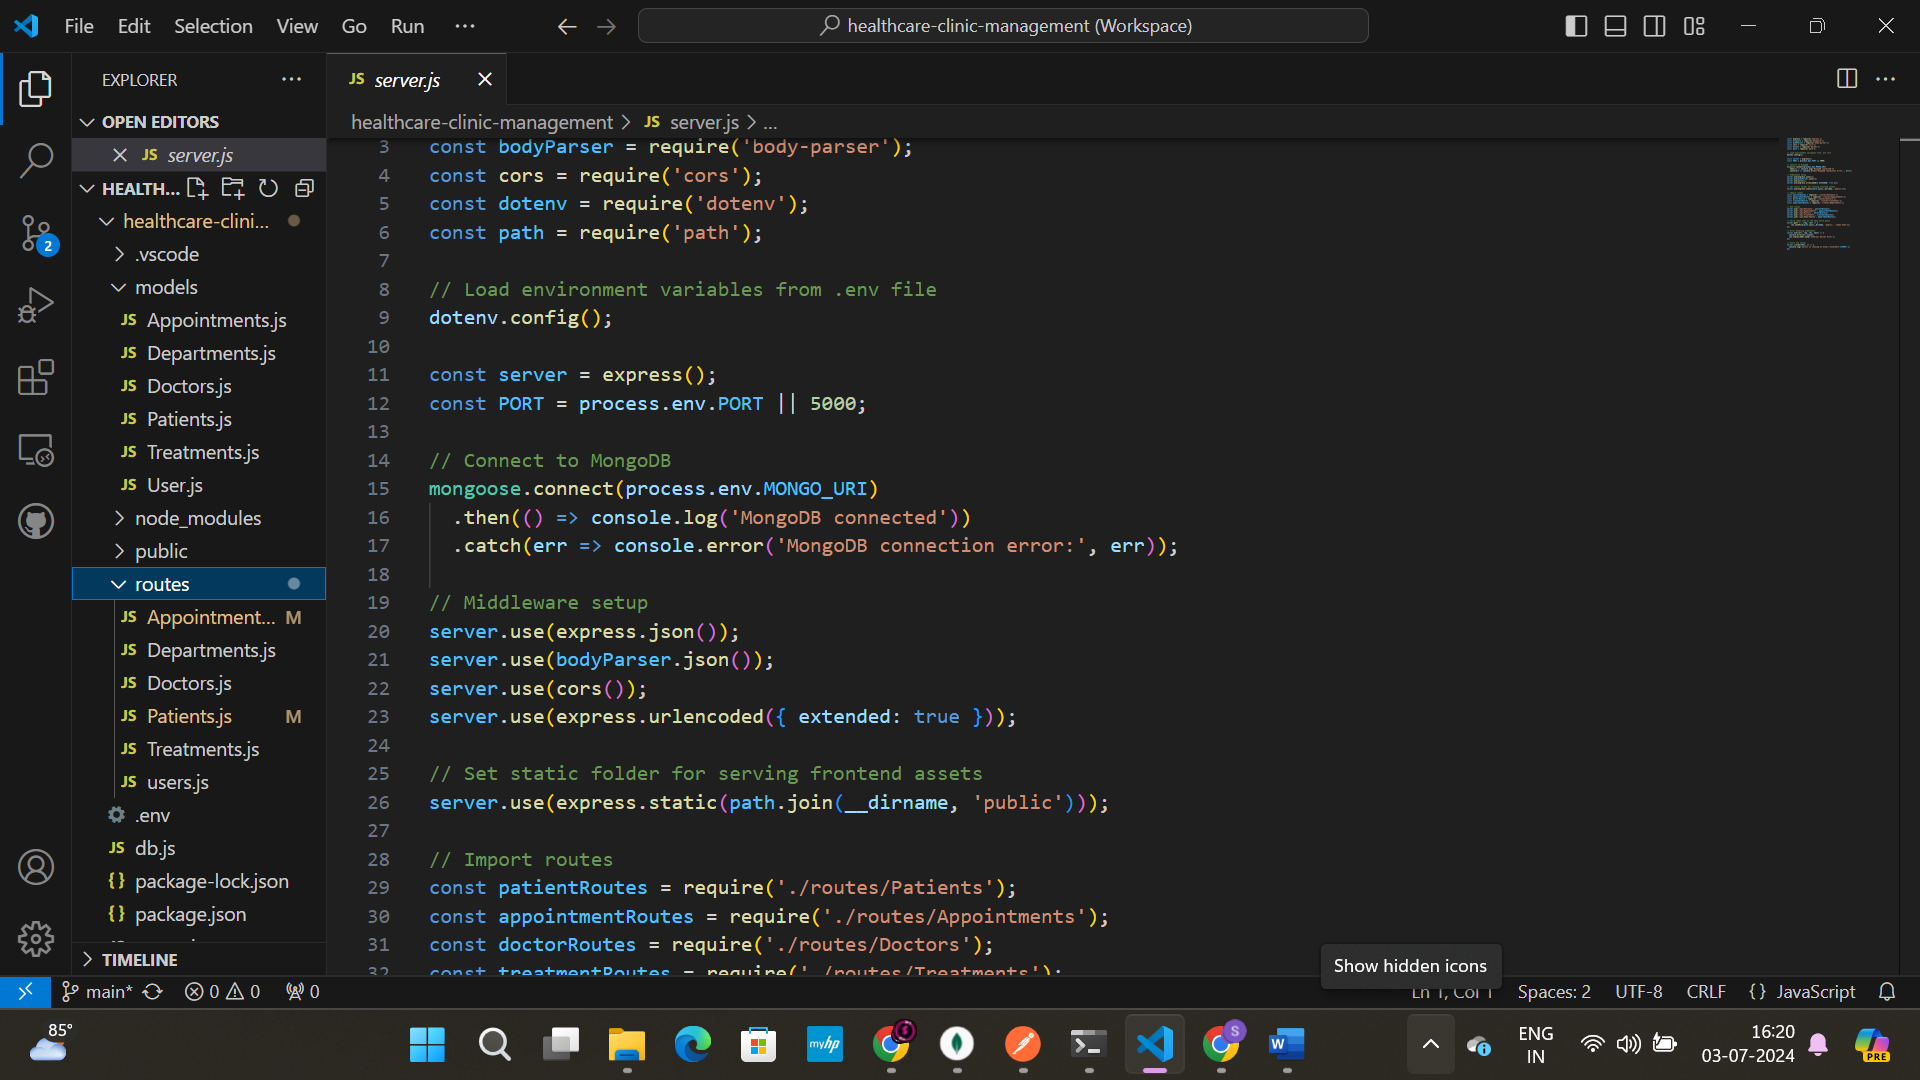 File Edit Selection View Go Run ...
healthcare-clinic-management (Workspace)
EXPLORER
JS server.js
OPEN EDITORS
JS server.js
HEALTH...
healthcare-clini...
.vscode
models
JS Appointments.js
JS Departments.js
JS Doctors.js
JS Patients.js
JS Treatments.js
JS User.js
node_modules
public
routes
JS Appointment... M
JS Departments.js
JS Doctors.js
JS Patients.js M
JS Treatments.js
JS users.js
.env
JS db.js
{} package-lock.json
{} package.json
TIMELINE
2
healthcare-clinic-management > JS server.js > ...
3 const bodyParser = require('body-parser');
4 const cors = require('cors');
5 const dotenv = require('dotenv');
6 const path = require('path');
7
8 // Load environment variables from .env file
9 dotenv.config();
10
11 const server = express();
12 const PORT = process.env.PORT || 5000;
13
14 // Connect to MongoDB
15 mongoose.connect(process.env.MONGO_URI)
16 .then(() => console.log('MongoDB connected'))
17 .catch(err => console.error('MongoDB connection error:', err));
18
19 // Middleware setup
20 server.use(express.json());
21 server.use(bodyParser.json());
22 server.use(cors());
23 server.use(express.urlencoded({ extended: true }));
24
25 // Set static folder for serving frontend assets
26 server.use(express.static(path.join(__dirname, 'public')));
27
28 // Import routes
29 const patientRoutes = require('./routes/Patients');
30 const appointmentRoutes = require('./routes/Appointments');
31 const doctorRoutes = require('./routes/Doctors');
32 const treatmentRoutes = require('./routes/Treatments');
Show hidden icons
main* 0 0 0
Ln 1, Col 1 Spaces: 2 UTF-8 CRLF {} JavaScript
85°
myhp
S
W
ENG
IN
16:20
03-07-2024
PRE